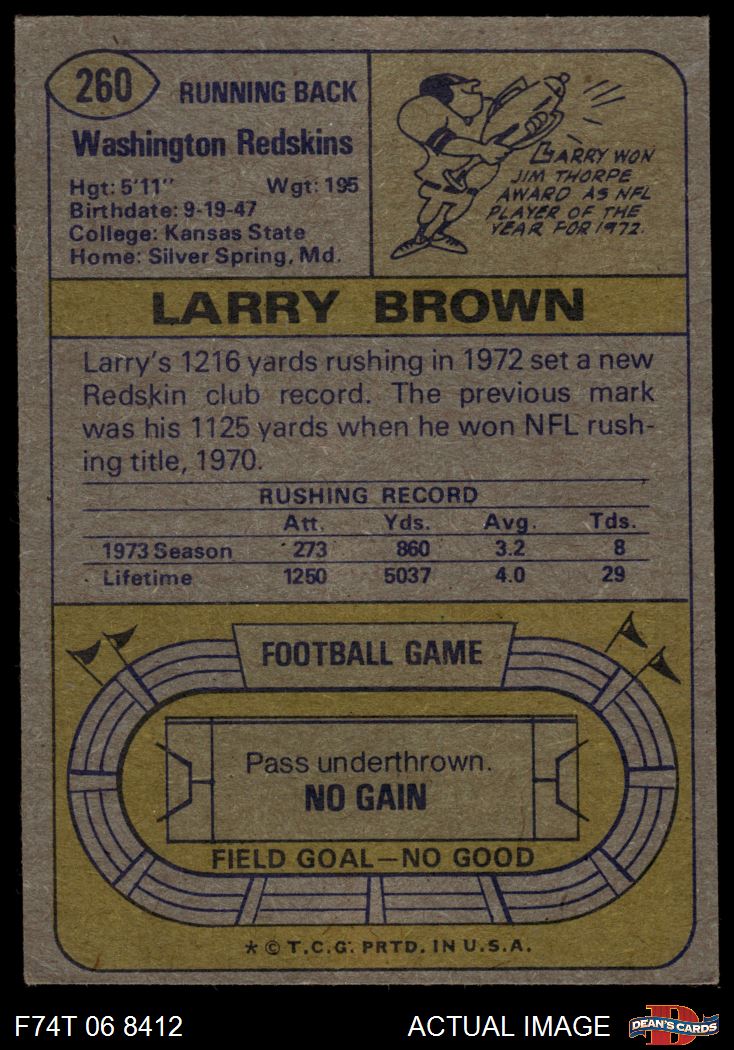 260
RUNNING BACK
Washington Redskins
Hgt: 5'11" Wgt: 195
Birthdate: 9-19-47
College: Kansas State
Home: Silver Spring, Md.
LARRY WON
JIM THORPE
AWARD AS NFL
PLAYER OF THE
YEAR FOR 1972.
LARRY BROWN
Larry's 1216 yards rushing in 1972 set a new
Redskin club record. The previous mark
was his 1125 yards when he won NFL rush-
ing title, 1970.
RUSHING RECORD
Att. Yds. Avg. Tds.
1973 Season 273 860 3.2 8
Lifetime 1250 5037 4.0 29
FOOTBALL GAME
Pass underthrown.
NO GAIN
FIELD GOAL—NO GOOD
* © T.C.G. PRTD. IN U.S.A.
F74T 06 8412 ACTUAL IMAGE
D
DEAN'S CARDS